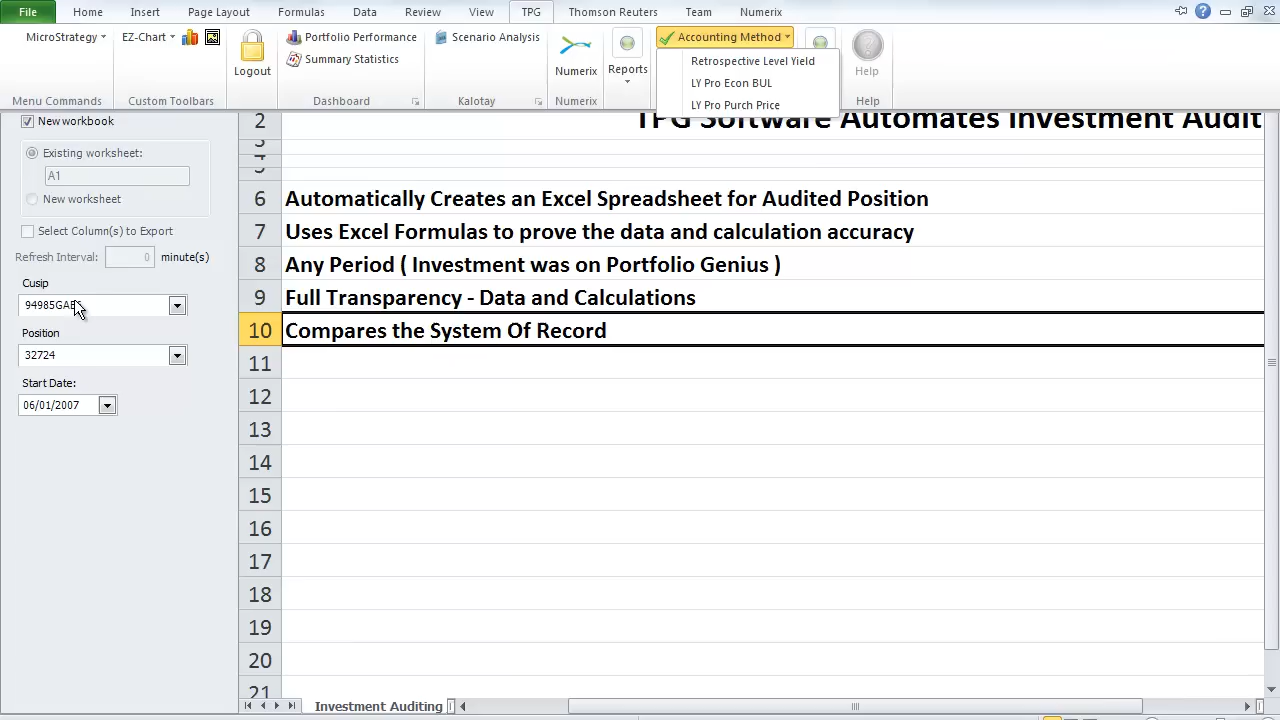 File Home Insert Page Layout Formulas Data Review View TPG Thomson Reuters Team Numerix
MicroStrategy EZ-Chart Portfolio Performance Scenario Analysis Accounting Method
Summary Statistics Logout Numerix Reports Help
Retrospective Level Yield
LY Pro Econ BUL
LY Pro Purch Price
Menu Commands Custom Toolbars Dashboard Kalotay Numerix Help
New workbook
Existing worksheet:
A1
New worksheet
Select Column(s) to Export
Refresh Interval: 0 minute(s)
Cusip
Position
32724
Start Date:
06/01/2007
2 TPG Software Automates Investment Audit
3
4
5
6 Automatically Creates an Excel Spreadsheet for Audited Position
7 Uses Excel Formulas to prove the data and calculation accuracy
8 Any Period ( Investment was on Portfolio Genius )
9 Full Transparency - Data and Calculations
10 Compares the System Of Record
11
12
13
14
15
16
17
18
19
20
21
Investment Auditing